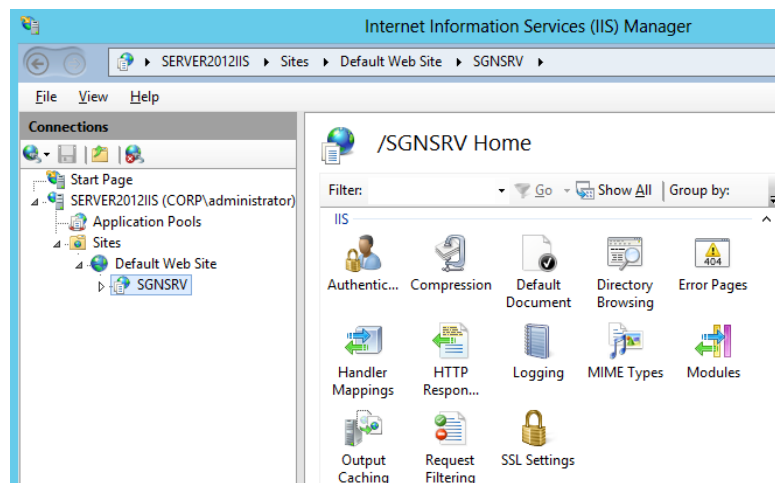 Internet Information Services (IIS) Manager
SERVER2012IIS Sites Default Web Site SGNSRV
File View Help
Connections
Start Page
SERVER2012IIS (CORP\administrator)
Application Pools
Sites
Default Web Site
SGNSRV
/SGNSRV Home
Filter: Go Show All Group by:
IIS
Authentic... Compression Default Document Directory Browsing Error Pages
404
Handler Mappings HTTP Respon... Logging MIME Types Modules
Output Caching Request Filtering SSL Settings